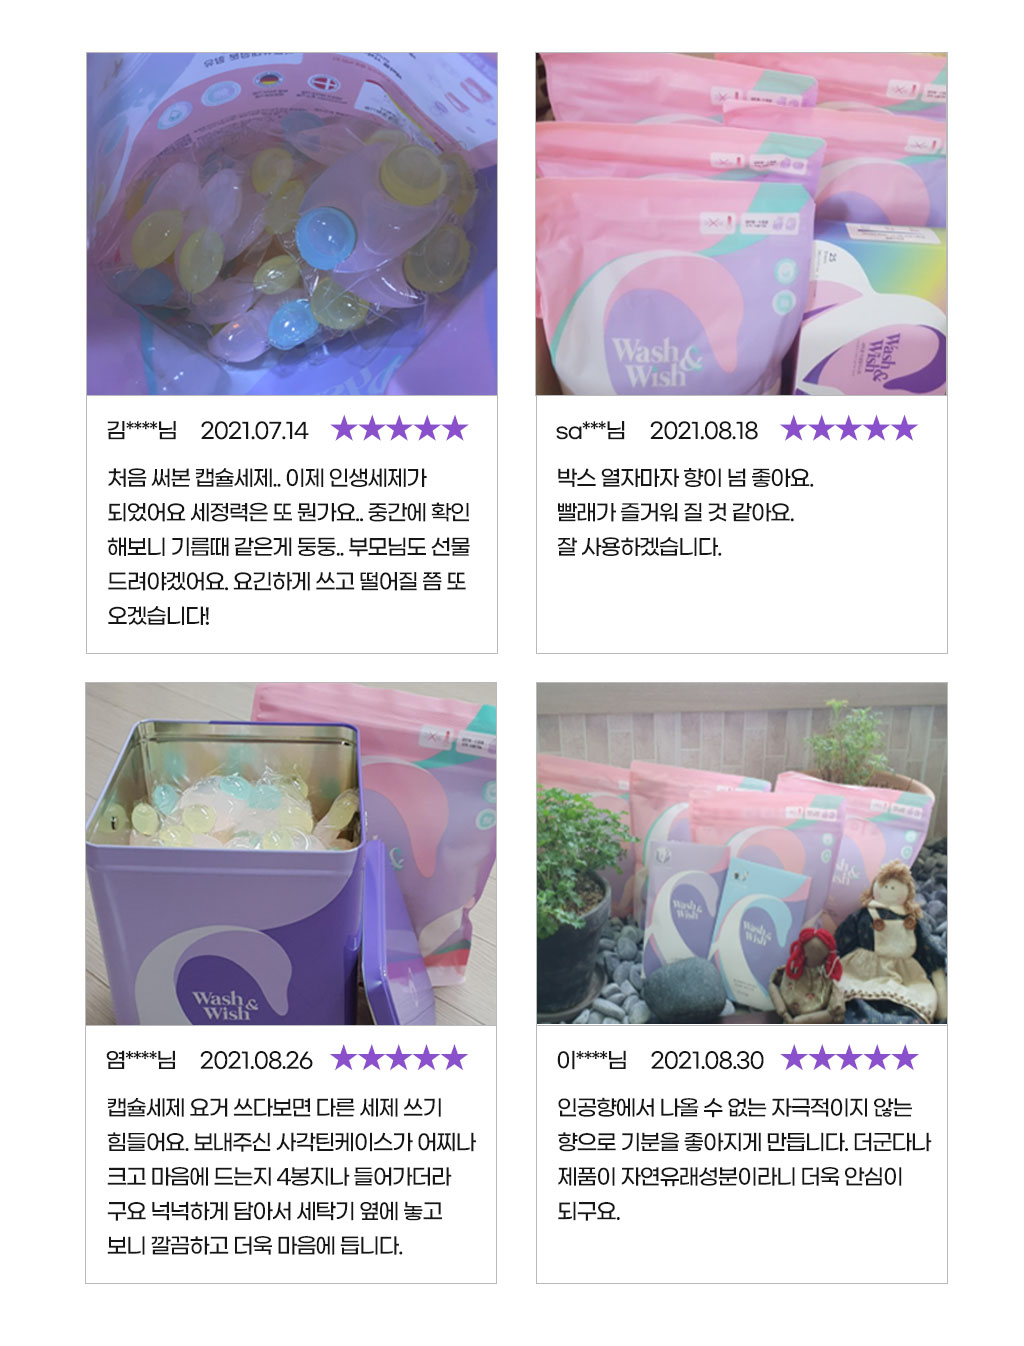 Wash &
Wish
Wash &
Wish
김****님 2021.07.14 ★★★★★
처음 써본 캡슐세제.. 이제 인생세제가
되었어요 세정력은 또 뭔가요.. 중간에 확인
해보니 기름때 같은게 둥둥.. 부모님도 선물
드려야겠어요. 요긴하게 쓰고 떨어질 쯤 또
오겠습니다!
sa***님 2021.08.18 ★★★★★
박스 열자마자 향이 넘 좋아요.
빨래가 즐거워 질 것 같아요.
잘 사용하겠습니다.
Wash &
Wish
Wash &
Wish
Wash &
Wish
Wash &
Wish
염****님 2021.08.26 ★★★★★
캡슐세제 요거 쓰다보면 다른 세제 쓰기
힘들어요. 보내주신 사각틴케이스가 어찌나
크고 마음에 드는지 4봉지나 들어가더라
구요 넉넉하게 담아서 세탁기 옆에 놓고
보니 깔끔하고 더욱 마음에 듭니다.
이****님 2021.08.30 ★★★★★
인공향에서 나올 수 없는 자극적이지 않는
향으로 기분을 좋아지게 만듭니다. 더군다나
제품이 자연유래성분이라니 더욱 안심이
되구요.